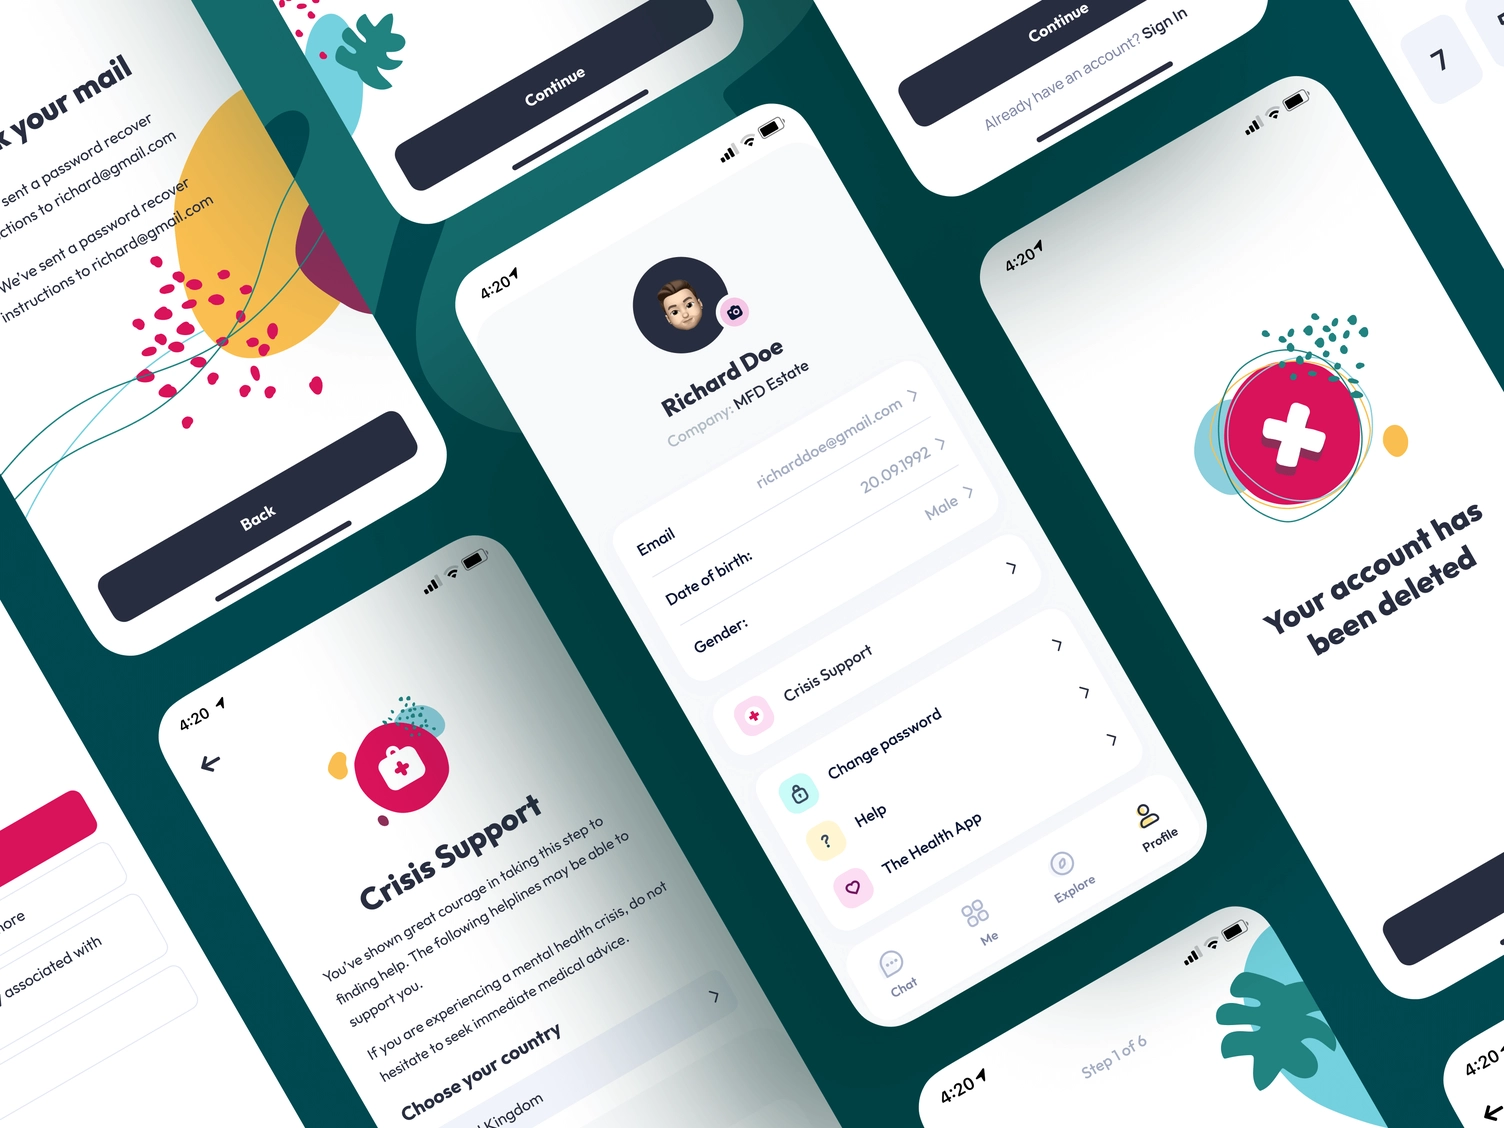 your mail
sent a password recover
ctions to richard@gmail.com
We've sent a password recover
instructions to richard@gmail.com
Back
Continue
Continue
Already have an account? Sign In
7
4:20
Richard Doe
Company: MFD Estate
Email
richarddoe@gmail.com
Date of birth:
20.09.1992
Gender:
Male
Crisis Support
Change password
Help
The Health App
Chat
Me
Explore
Profile
4:20
Your account has
been deleted
4:20
Crisis Support
You've shown great courage in taking this step to
finding help. The following helplines may be able to
support you.
If you are experiencing a mental health crisis, do not
hesitate to seek immediate medical advice.
Choose your country
Kingdom
ore
associated with
4:20
Step 1 of 6
4:20